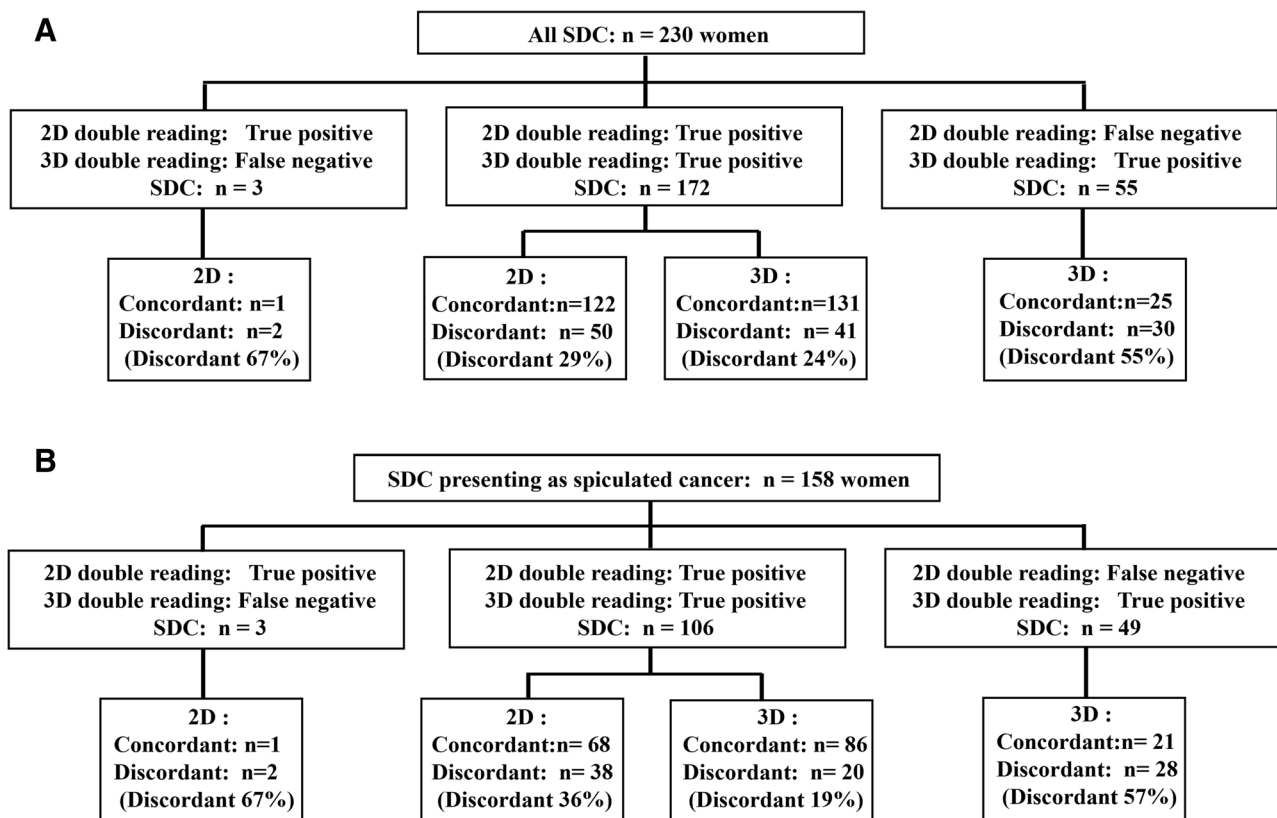 A
All SDC: n = 230 women
2D double reading: True positive
3D double reading: False negative
SDC: n = 3
2D double reading: True positive
3D double reading: True positive
SDC: n = 172
2D double reading: False negative
3D double reading: True positive
SDC: n = 55
2D :
Concordant: n=1
Discordant: n=2
(Discordant 67%)
2D :
Concordant:n=122
Discordant: n= 50
(Discordant 29%)
3D :
Concordant:n=131
Discordant: n= 41
(Discordant 24%)
3D :
Concordant:n=25
Discordant: n=30
(Discordant 55%)
B
SDC presenting as spiculated cancer: n = 158 women
2D double reading: True positive
3D double reading: False negative
SDC: n = 3
2D double reading: True positive
3D double reading: True positive
SDC: n = 106
2D double reading: False negative
3D double reading: True positive
SDC: n = 49
2D :
Concordant: n=1
Discordant: n=2
(Discordant 67%)
2D :
Concordant:n= 68
Discordant: n= 38
(Discordant 36%)
3D :
Concordant: n= 86
Discordant: n= 20
(Discordant 19%)
3D :
Concordant:n= 21
Discordant: n= 28
(Discordant 57%)